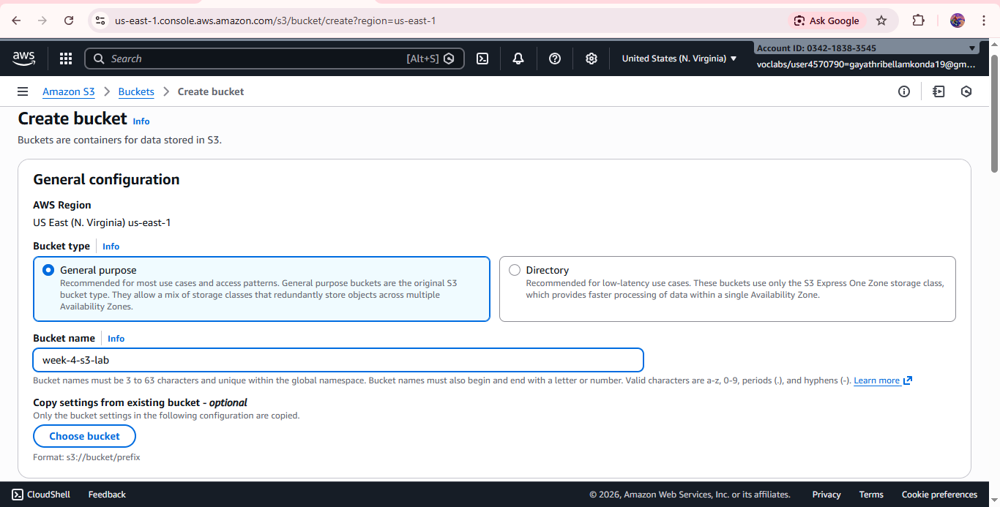 us-east-1.console.aws.amazon.com/s3/bucket/create?region=us-east-1
Ask Google
aws
Search
[Alt+S]
United States (N. Virginia)
Account ID: 0342-1838-3545
voclabs/user4570790=gayathribellamkonda19@gm...
Amazon S3
Buckets
Create bucket
Create bucket Info
Buckets are containers for data stored in S3.
General configuration
AWS Region
US East (N. Virginia) us-east-1
Bucket type Info
General purpose
Recommended for most use cases and access patterns. General purpose buckets are the original S3
bucket type. They allow a mix of storage classes that redundantly store objects across multiple
Availability Zones.
Directory
Recommended for low-latency use cases. These buckets use only the S3 Express One Zone storage class,
which provides faster processing of data within a single Availability Zone.
Bucket name Info
week-4-s3-lab
Bucket names must be 3 to 63 characters and unique within the global namespace. Bucket names must also begin and end with a letter or number. Valid characters are a-z, 0-9, periods (.), and hyphens (-). Learn more
Copy settings from existing bucket - optional
Only the bucket settings in the following configuration are copied.
Choose bucket
Format: s3://bucket/prefix
CloudShell
Feedback
© 2026, Amazon Web Services, Inc. or its affiliates.
Privacy
Terms
Cookie preferences